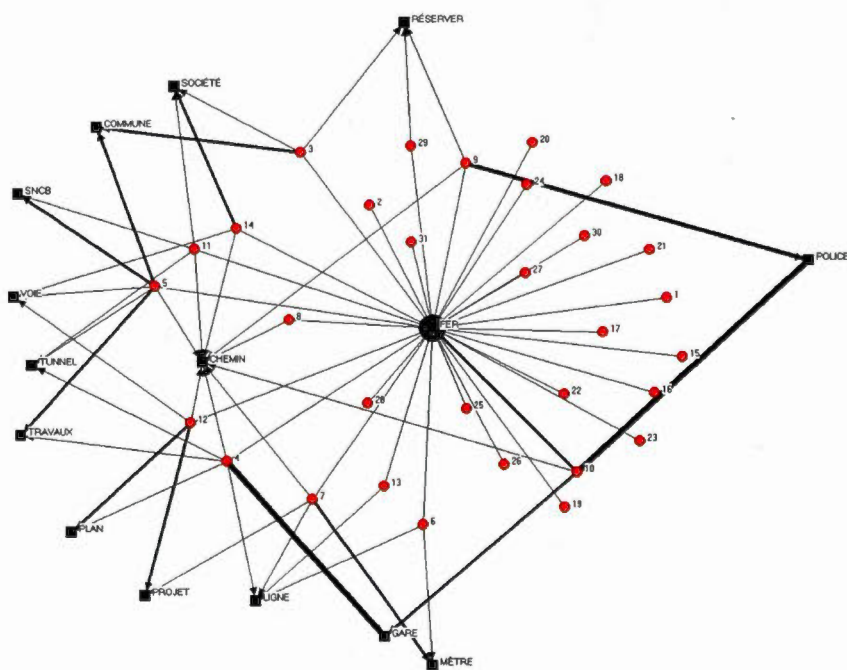 RÉSERVER
SOCIÉTÉ
COMMUNE
20
29
3
9
24
18
SNCB
2
14
30
11
31
21
POLICE
27
5
VOIE
1
8
FER
17
15
TUNNEL
CHEMIN
22
16
28
25
12
TRAVAUX
23
4
26
10
13
7
19
6
PLAN
PROJET
LIGNE
GARE
MÈTRE